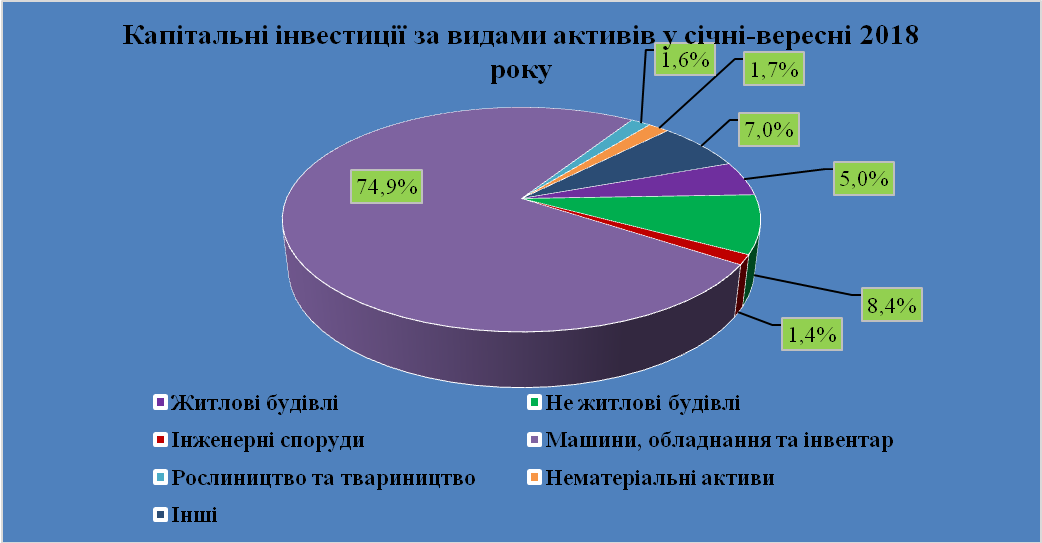 Капітальні інвестиції за видами активів у січні-вересні 2018
року
1,6%
1,7%
7,0%
74,9%
5,0%
8,4%
1,4%
Житлові будівлі
Не житлові будівлі
Інженерні споруди
Машини, обладнання та інвентар
Рослиництво та твариництво
Нематеріальні активи
Інші